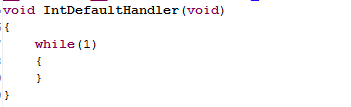 void IntDefaultHandler(void)
{
    while(1)
    {
    }
}